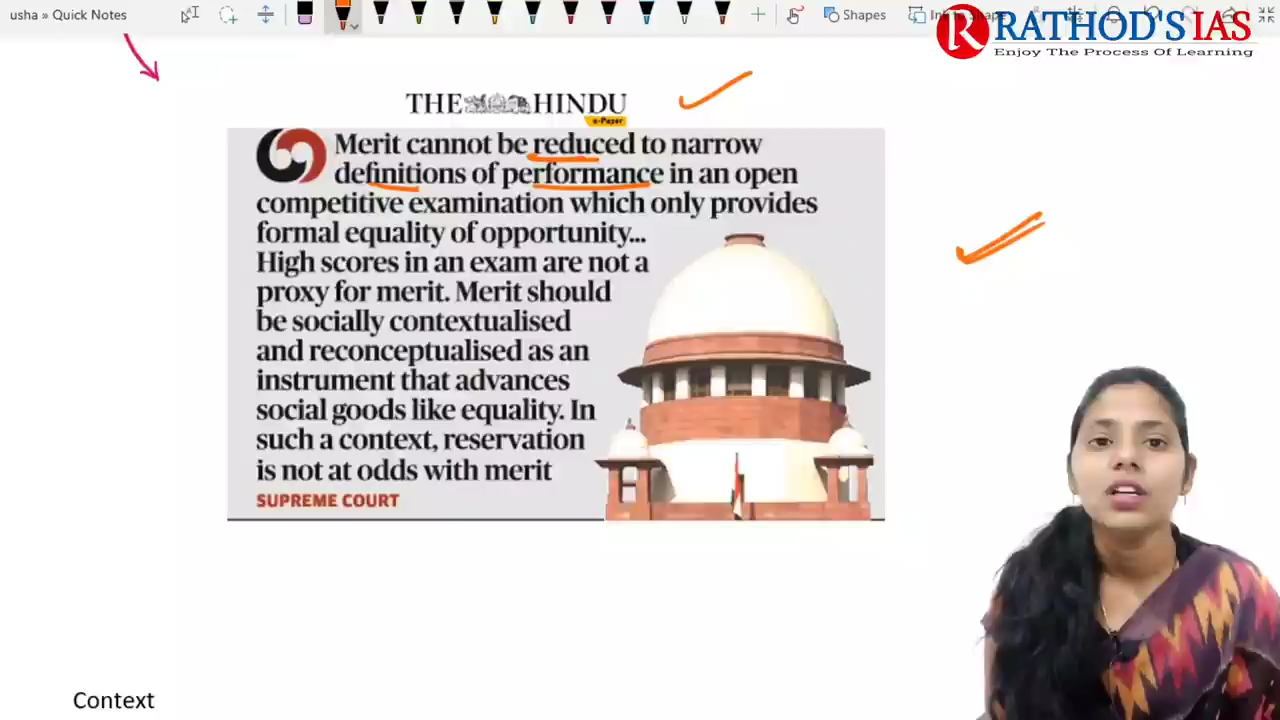 usha » Quick Notes
Shapes
Ink to Shape
RATHOD'S IAS
Enjoy The Process Of Learning
THE HINDU
e-Paper
Merit cannot be reduced to narrow
definitions of performance in an open
competitive examination which only provides
formal equality of opportunity...
High scores in an exam are not a
proxy for merit. Merit should
be socially contextualised
and reconceptualised as an
instrument that advances
social goods like equality. In
such a context, reservation
is not at odds with merit
SUPREME COURT
Context